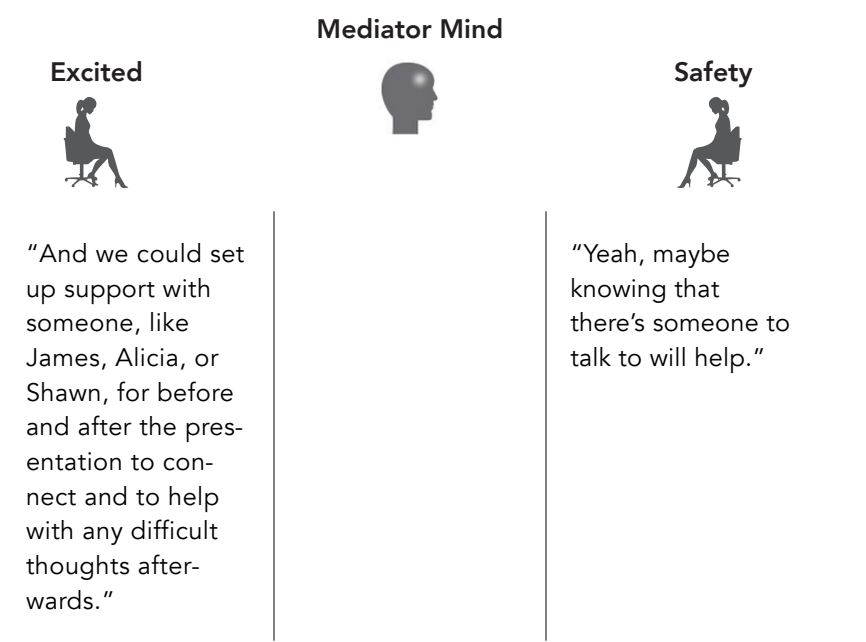 Mediator Mind
Excited
Safety
“And we could set
up support with
someone, like
James, Alicia, or
Shawn, for before
and after the pres-
entation to con-
nect and to help
with any difficult
thoughts after-
wards.”
“Yeah, maybe
knowing that
there’s someone to
talk to will help.”